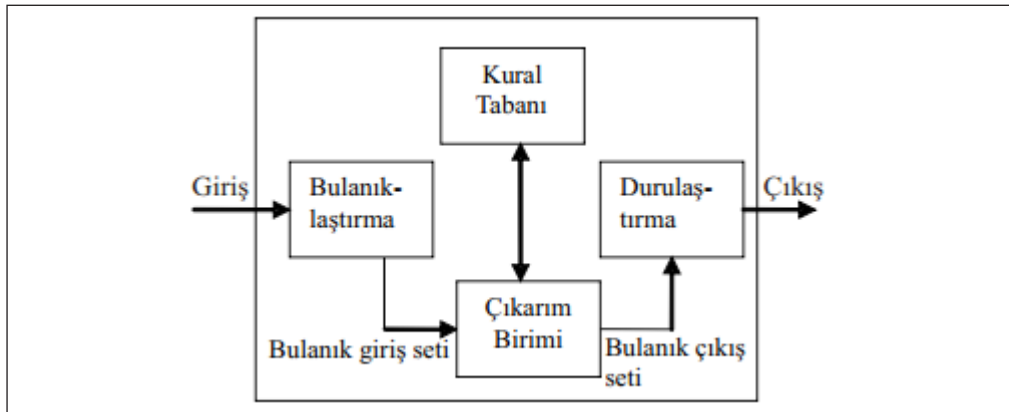 Kural
Tabanı
Giriş
Bulanık-
laştırma
Durulaş-
tırma
Çıkış
Çıkarım
Birimi
Bulanık giriş seti
Bulanık çıkış
seti